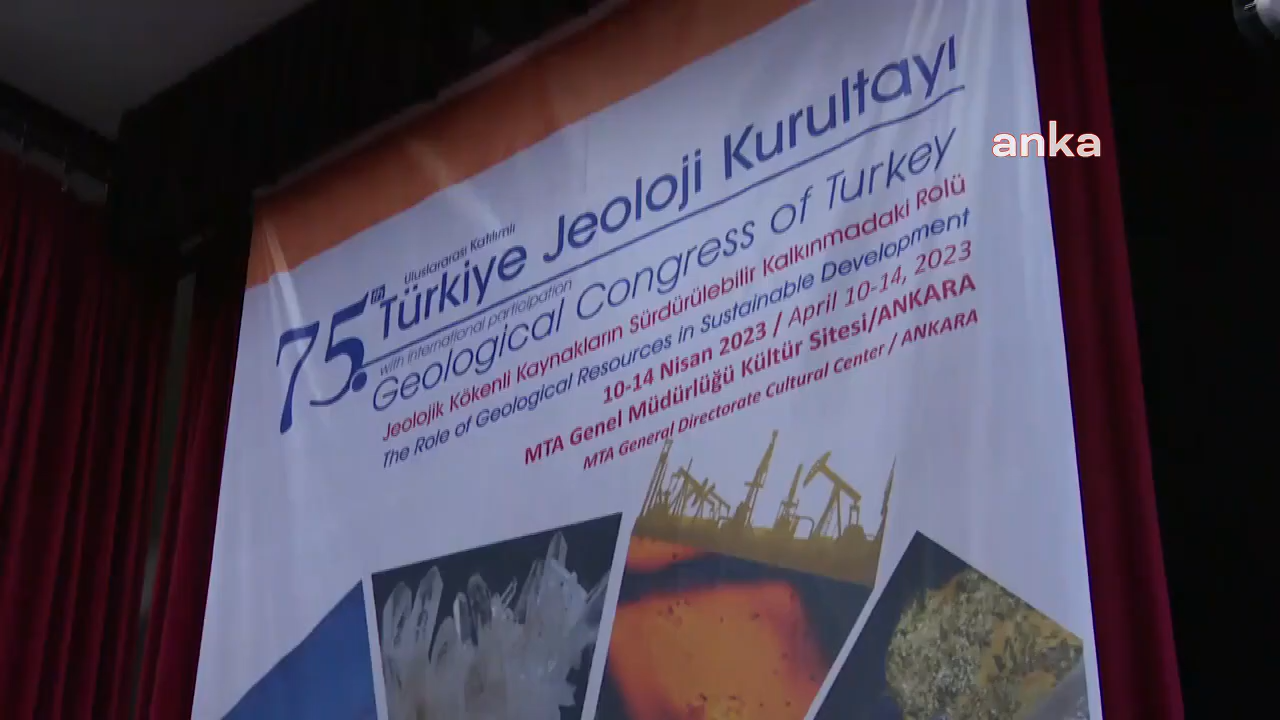 anka
Uluslararası Katılımlı
75.th Türkiye Jeoloji Kurultayı
with international participation
Geological Congress of Turkey
Jeolojik Kökenli Kaynakların Sürdürülebilir Kalkınmadaki Rolü
The Role of Geological Resources in Sustainable Development
10-14 Nisan 2023 / April 10-14, 2023
MTA Genel Müdürlüğü Kültür Sitesi/ANKARA
MTA General Directorate Cultural Center / ANKARA